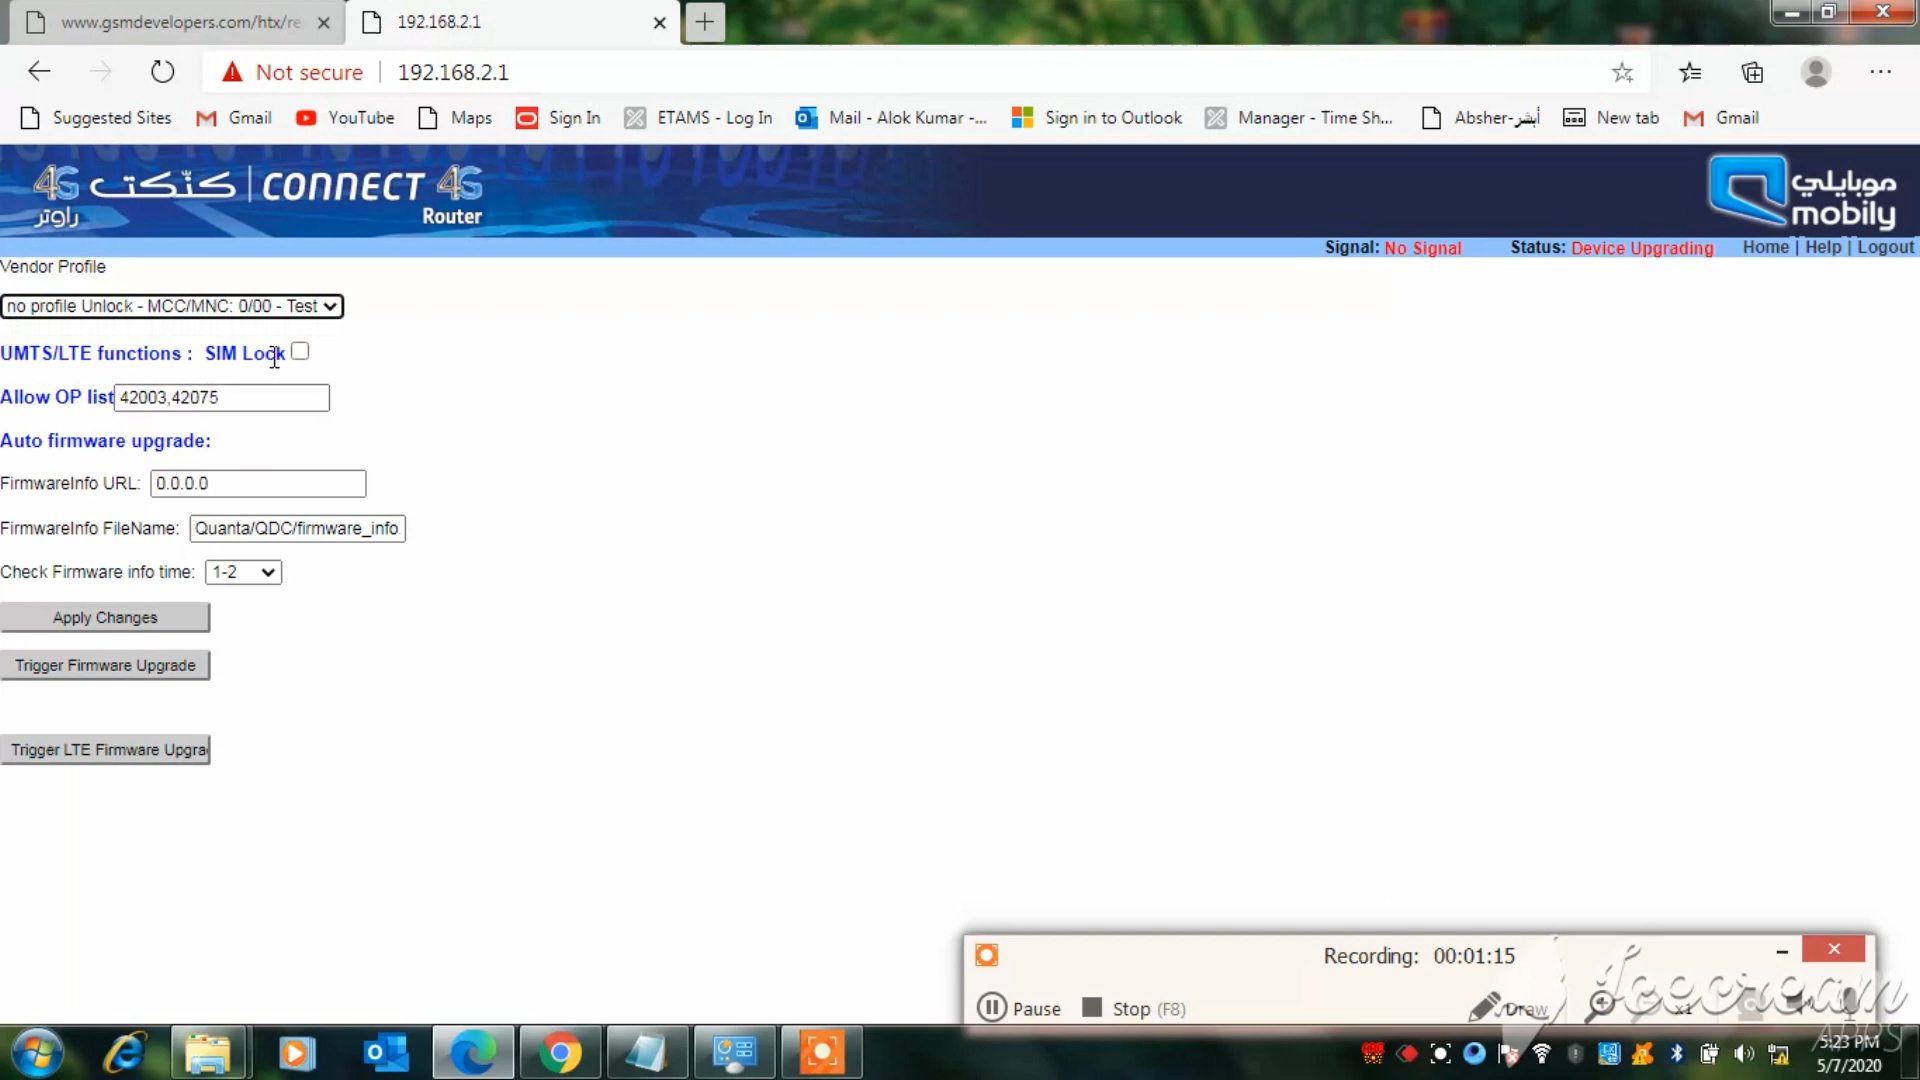 www.gsmdevelopers.com/htx/re
192.168.2.1
Not secure
192.168.2.1
Suggested Sites
Gmail
YouTube
Maps
Sign In
ETAMS - Log In
Mail - Alok Kumar -...
Sign in to Outlook
Manager - Time Sh...
Absher-أبشر
New tab
Gmail
4G كنّكت | CONNECT 4G
راوتر Router
موبايلي
mobily
Signal: No Signal Status: Device Upgrading Home | Help | Logout
Vendor Profile
no profile Unlock - MCC/MNC: 0/00 - Test
UMTS/LTE functions : SIM Lock
Allow OP list 42003,42075
Auto firmware upgrade:
FirmwareInfo URL: 0.0.0.0
FirmwareInfo FileName: Quanta/QDC/firmware_info
Check Firmware info time: 1-2
Apply Changes
Trigger Firmware Upgrade
Trigger LTE Firmware Upgra
Recording: 00:01:15
Pause
Stop (F8)
Draw
x1
Icecream
APPS
5:23 PM
5/7/2020